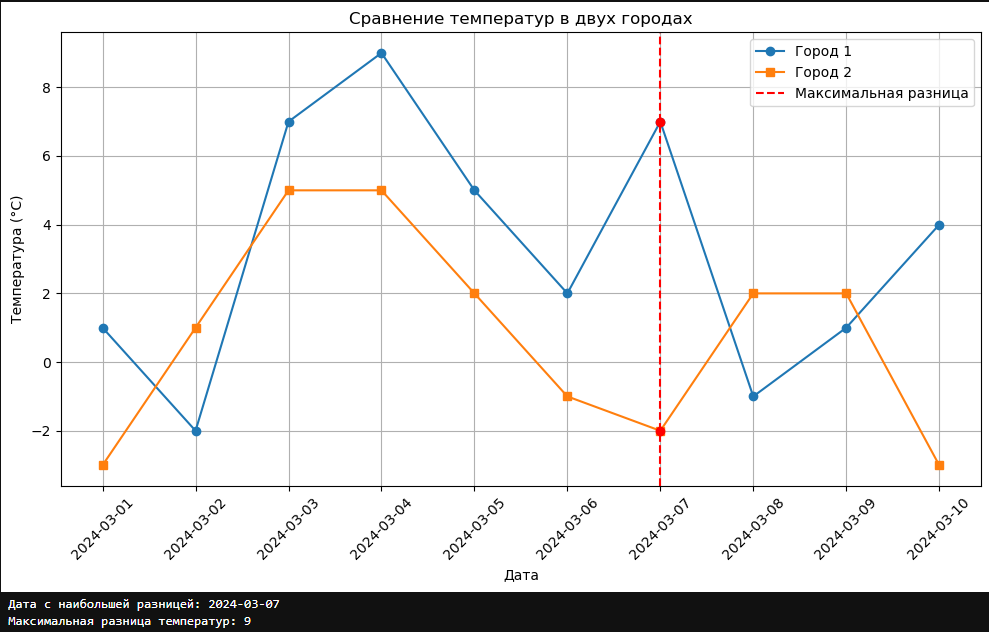 Сравнение температур в двух городах
Город 1
Город 2
Максимальная разница
Температура (°C)
8
6
4
2
0
−2
2024-03-01
2024-03-02
2024-03-03
2024-03-04
2024-03-05
2024-03-06
2024-03-07
2024-03-08
2024-03-09
2024-03-10
Дата
Дата с наибольшей разницей: 2024-03-07
Максимальная разница температур: 9